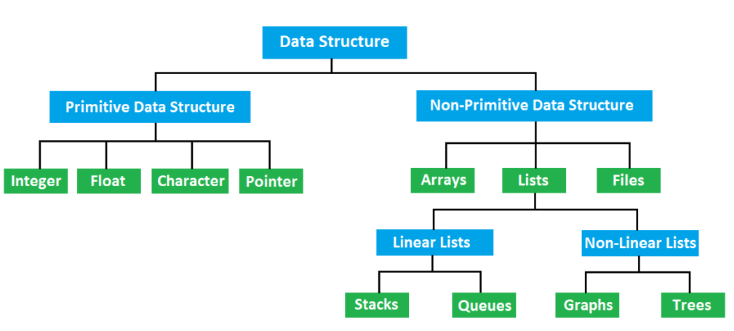 Data Structure
Primitive Data Structure
Non-Primitive Data Structure
Integer
Float
Character
Pointer
Arrays
Lists
Files
Linear Lists
Non-Linear Lists
Stacks
Queues
Graphs
Trees